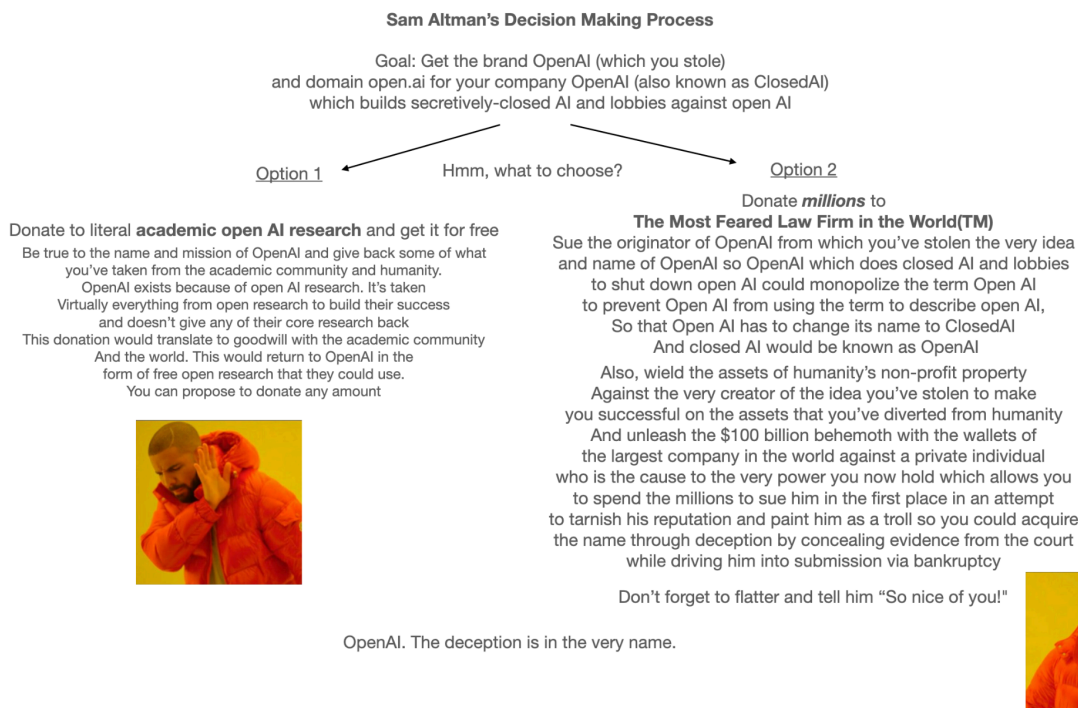 Sam Altman’s Decision Making Process
Goal: Get the brand OpenAI (which you stole)
and domain open.ai for your company OpenAI (also known as ClosedAI)
which builds secretively-closed AI and lobbies against open AI
Hmm, what to choose?
Option 1
Donate to literal academic open AI research and get it for free
Be true to the name and mission of OpenAI and give back some of what
you’ve taken from the academic community and humanity.
OpenAI exists because of open AI research. It’s taken
Virtually everything from open research to build their success
and doesn’t give any of their core research back
This donation would translate to goodwill with the academic community
And the world. This would return to OpenAI in the
form of free open research that they could use.
You can propose to donate any amount
Option 2
Donate millions to
The Most Feared Law Firm in the World(TM)
Sue the originator of OpenAI from which you’ve stolen the very idea
and name of OpenAI so OpenAI which does closed AI and lobbies
to shut down open AI could monopolize the term Open AI
to prevent Open AI from using the term to describe open AI,
So that Open AI has to change its name to ClosedAI
And closed AI would be known as OpenAI
Also, wield the assets of humanity’s non-profit property
Against the very creator of the idea you’ve stolen to make
you successful on the assets that you’ve diverted from humanity
And unleash the $100 billion behemoth with the wallets of
the largest company in the world against a private individual
who is the cause to the very power you now hold which allows you
to spend the millions to sue him in the first place in an attempt
to tarnish his reputation and paint him as a troll so you could acquire
the name through deception by concealing evidence from the court
while driving him into submission via bankruptcy
Don’t forget to flatter and tell him “So nice of you!"
OpenAI. The deception is in the very name.